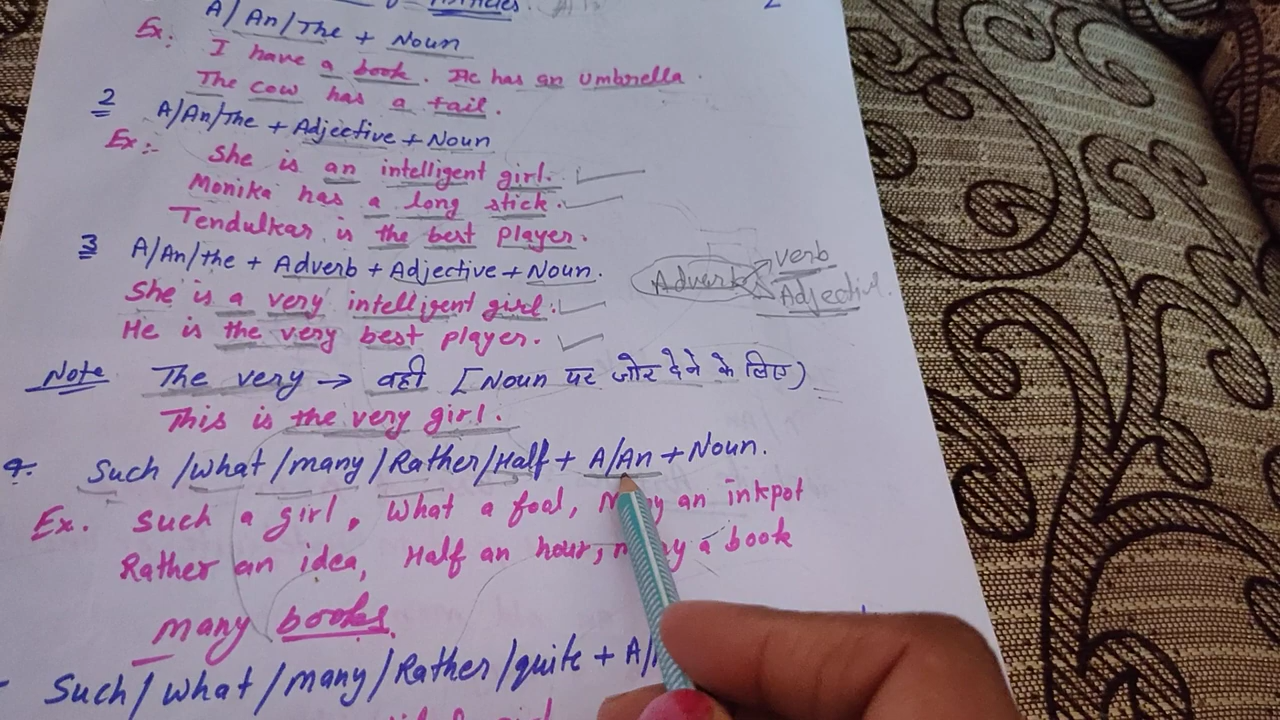 Articles.
A/An/The + Noun
Ex: I have a book. He has an umbrella.
The cow has a tail.
2 A/An/The + Adjective + Noun
Ex:- She is an intelligent girl.
Monika has a long stick.
Tendulkar is the best player.
3 A/An/the + Adverb + Adjective + Noun.
Adverb verb
Adjective.
She is a very intelligent girl.
He is the very best player.
Note The very → वही [Noun पर जोर देने के लिए)
This is the very girl.
4. Such/what/many/Rather/Half + A/An + Noun.
Ex. Such a girl, What a foal, an inkpot
Rather an idea, Half an hour, a book
many books.
Such/what/many/Rather/quite + A/